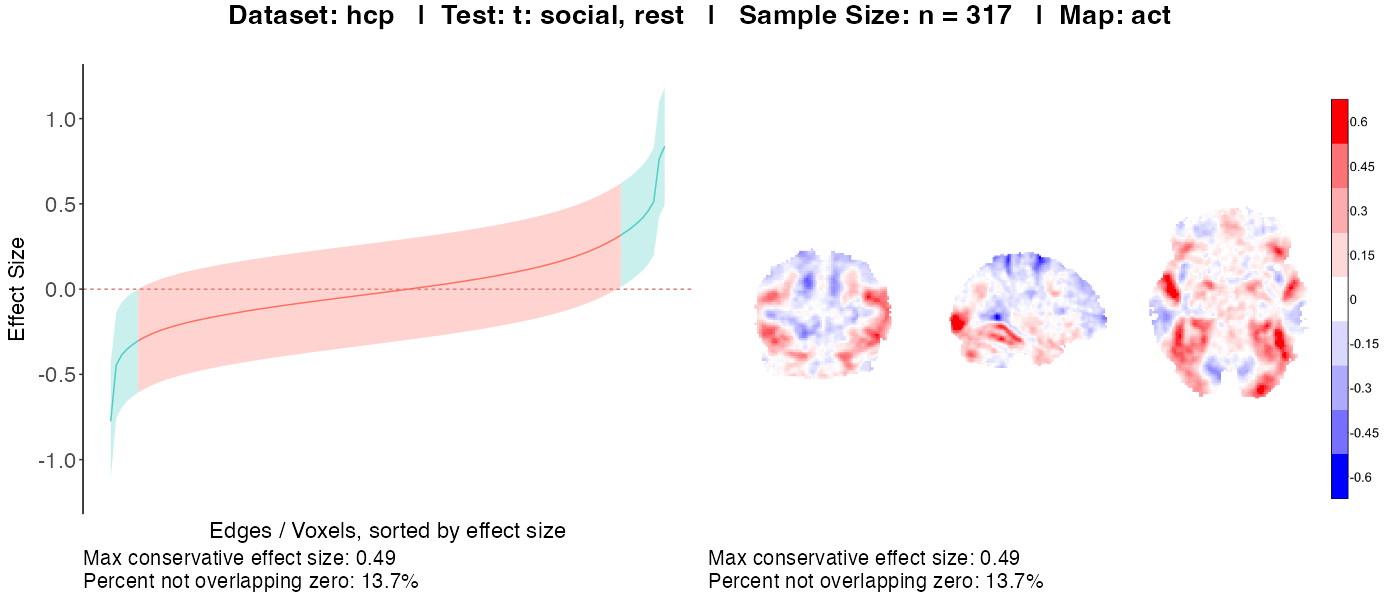 Dataset: hcp | Test: t: social, rest | Sample Size: n = 317 | Map: act
Effect Size
1.0
0.5
0.0
-0.5
-1.0
Edges / Voxels, sorted by effect size
Max conservative effect size: 0.49
Percent not overlapping zero: 13.7%
0.6
0.45
0.3
0.15
0
-0.15
-0.3
-0.45
-0.6
Max conservative effect size: 0.49
Percent not overlapping zero: 13.7%